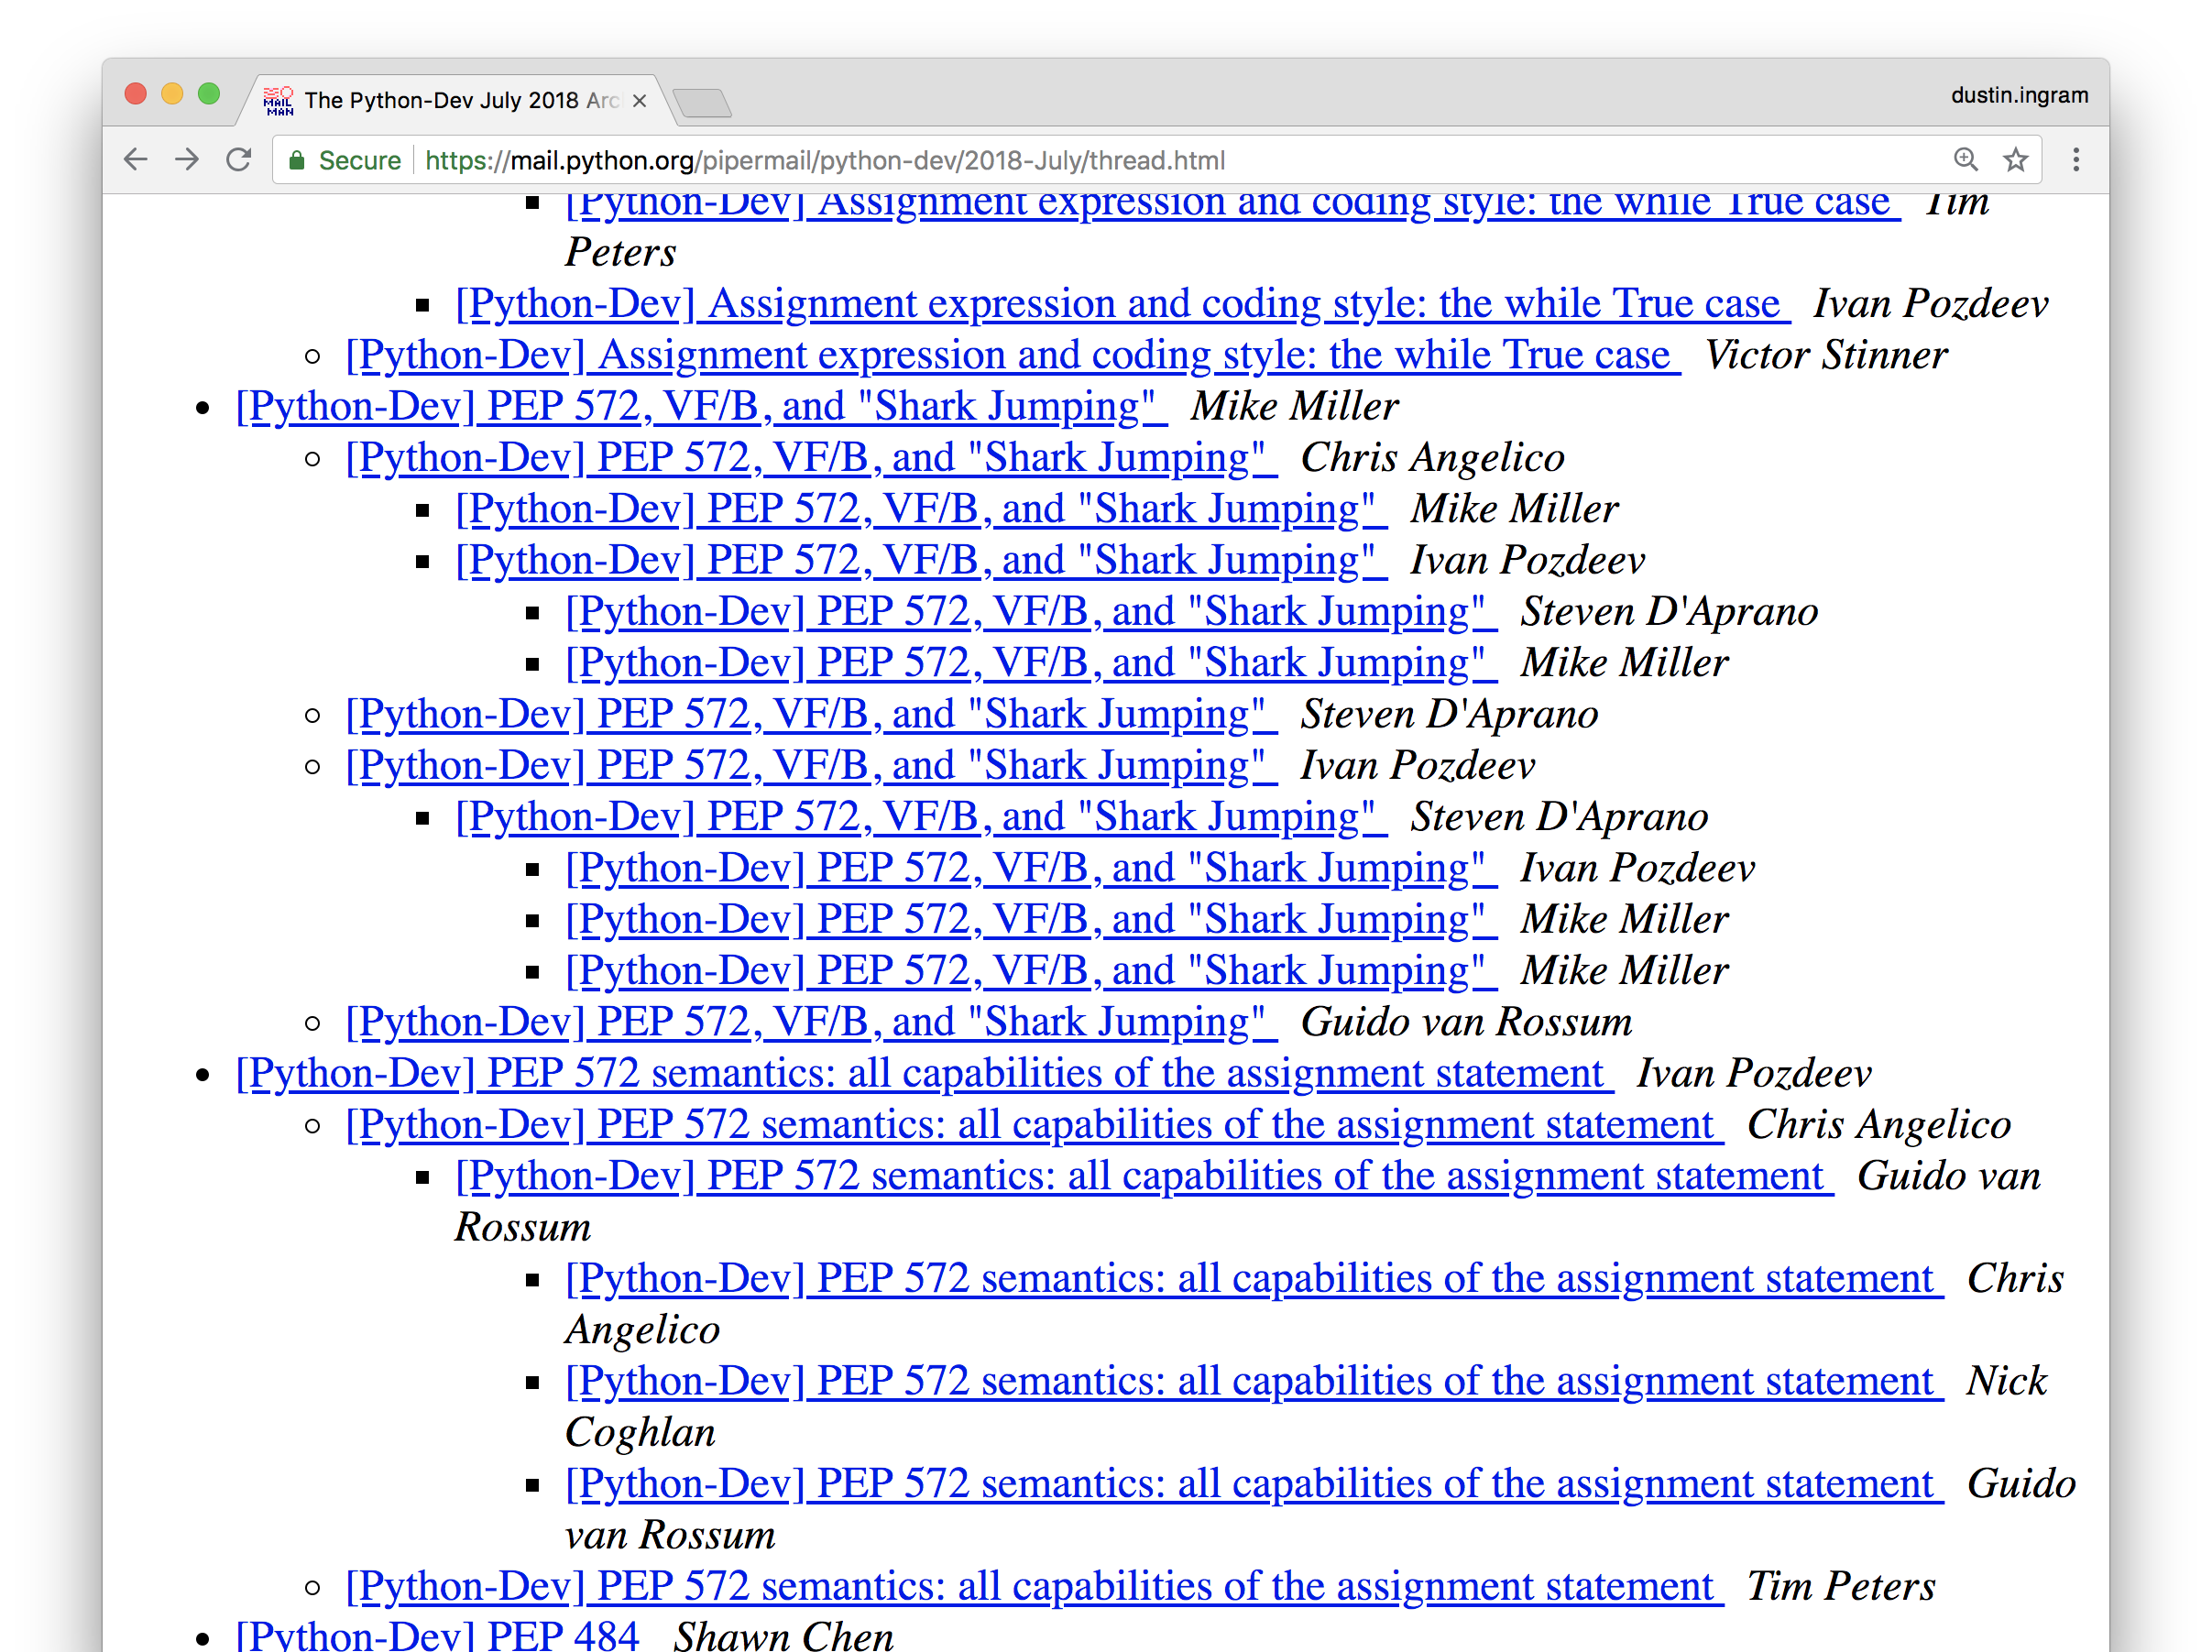 MAIL
MAN
The Python-Dev July 2018 Arc
dustin.ingram
Secure https://mail.python.org/pipermail/python-dev/2018-July/thread.html
[Python-Dev] Assignment expression and coding style: the while True case Tim
Peters
[Python-Dev] Assignment expression and coding style: the while True case Ivan Pozdeev
[Python-Dev] Assignment expression and coding style: the while True case Victor Stinner
[Python-Dev] PEP 572, VF/B, and "Shark Jumping" Mike Miller
[Python-Dev] PEP 572, VF/B, and "Shark Jumping" Chris Angelico
[Python-Dev] PEP 572, VF/B, and "Shark Jumping" Mike Miller
[Python-Dev] PEP 572, VF/B, and "Shark Jumping" Ivan Pozdeev
[Python-Dev] PEP 572, VF/B, and "Shark Jumping" Steven D'Aprano
[Python-Dev] PEP 572, VF/B, and "Shark Jumping" Mike Miller
[Python-Dev] PEP 572, VF/B, and "Shark Jumping" Steven D'Aprano
[Python-Dev] PEP 572, VF/B, and "Shark Jumping" Ivan Pozdeev
[Python-Dev] PEP 572, VF/B, and "Shark Jumping" Steven D'Aprano
[Python-Dev] PEP 572, VF/B, and "Shark Jumping" Ivan Pozdeev
[Python-Dev] PEP 572, VF/B, and "Shark Jumping" Mike Miller
[Python-Dev] PEP 572, VF/B, and "Shark Jumping" Mike Miller
[Python-Dev] PEP 572, VF/B, and "Shark Jumping" Guido van Rossum
[Python-Dev] PEP 572 semantics: all capabilities of the assignment statement Ivan Pozdeev
[Python-Dev] PEP 572 semantics: all capabilities of the assignment statement Chris Angelico
[Python-Dev] PEP 572 semantics: all capabilities of the assignment statement Guido van
Rossum
[Python-Dev] PEP 572 semantics: all capabilities of the assignment statement Chris
Angelico
[Python-Dev] PEP 572 semantics: all capabilities of the assignment statement Nick
Coghlan
[Python-Dev] PEP 572 semantics: all capabilities of the assignment statement Guido
van Rossum
[Python-Dev] PEP 572 semantics: all capabilities of the assignment statement Tim Peters
[Python-Dev] PEP 484 Shawn Chen